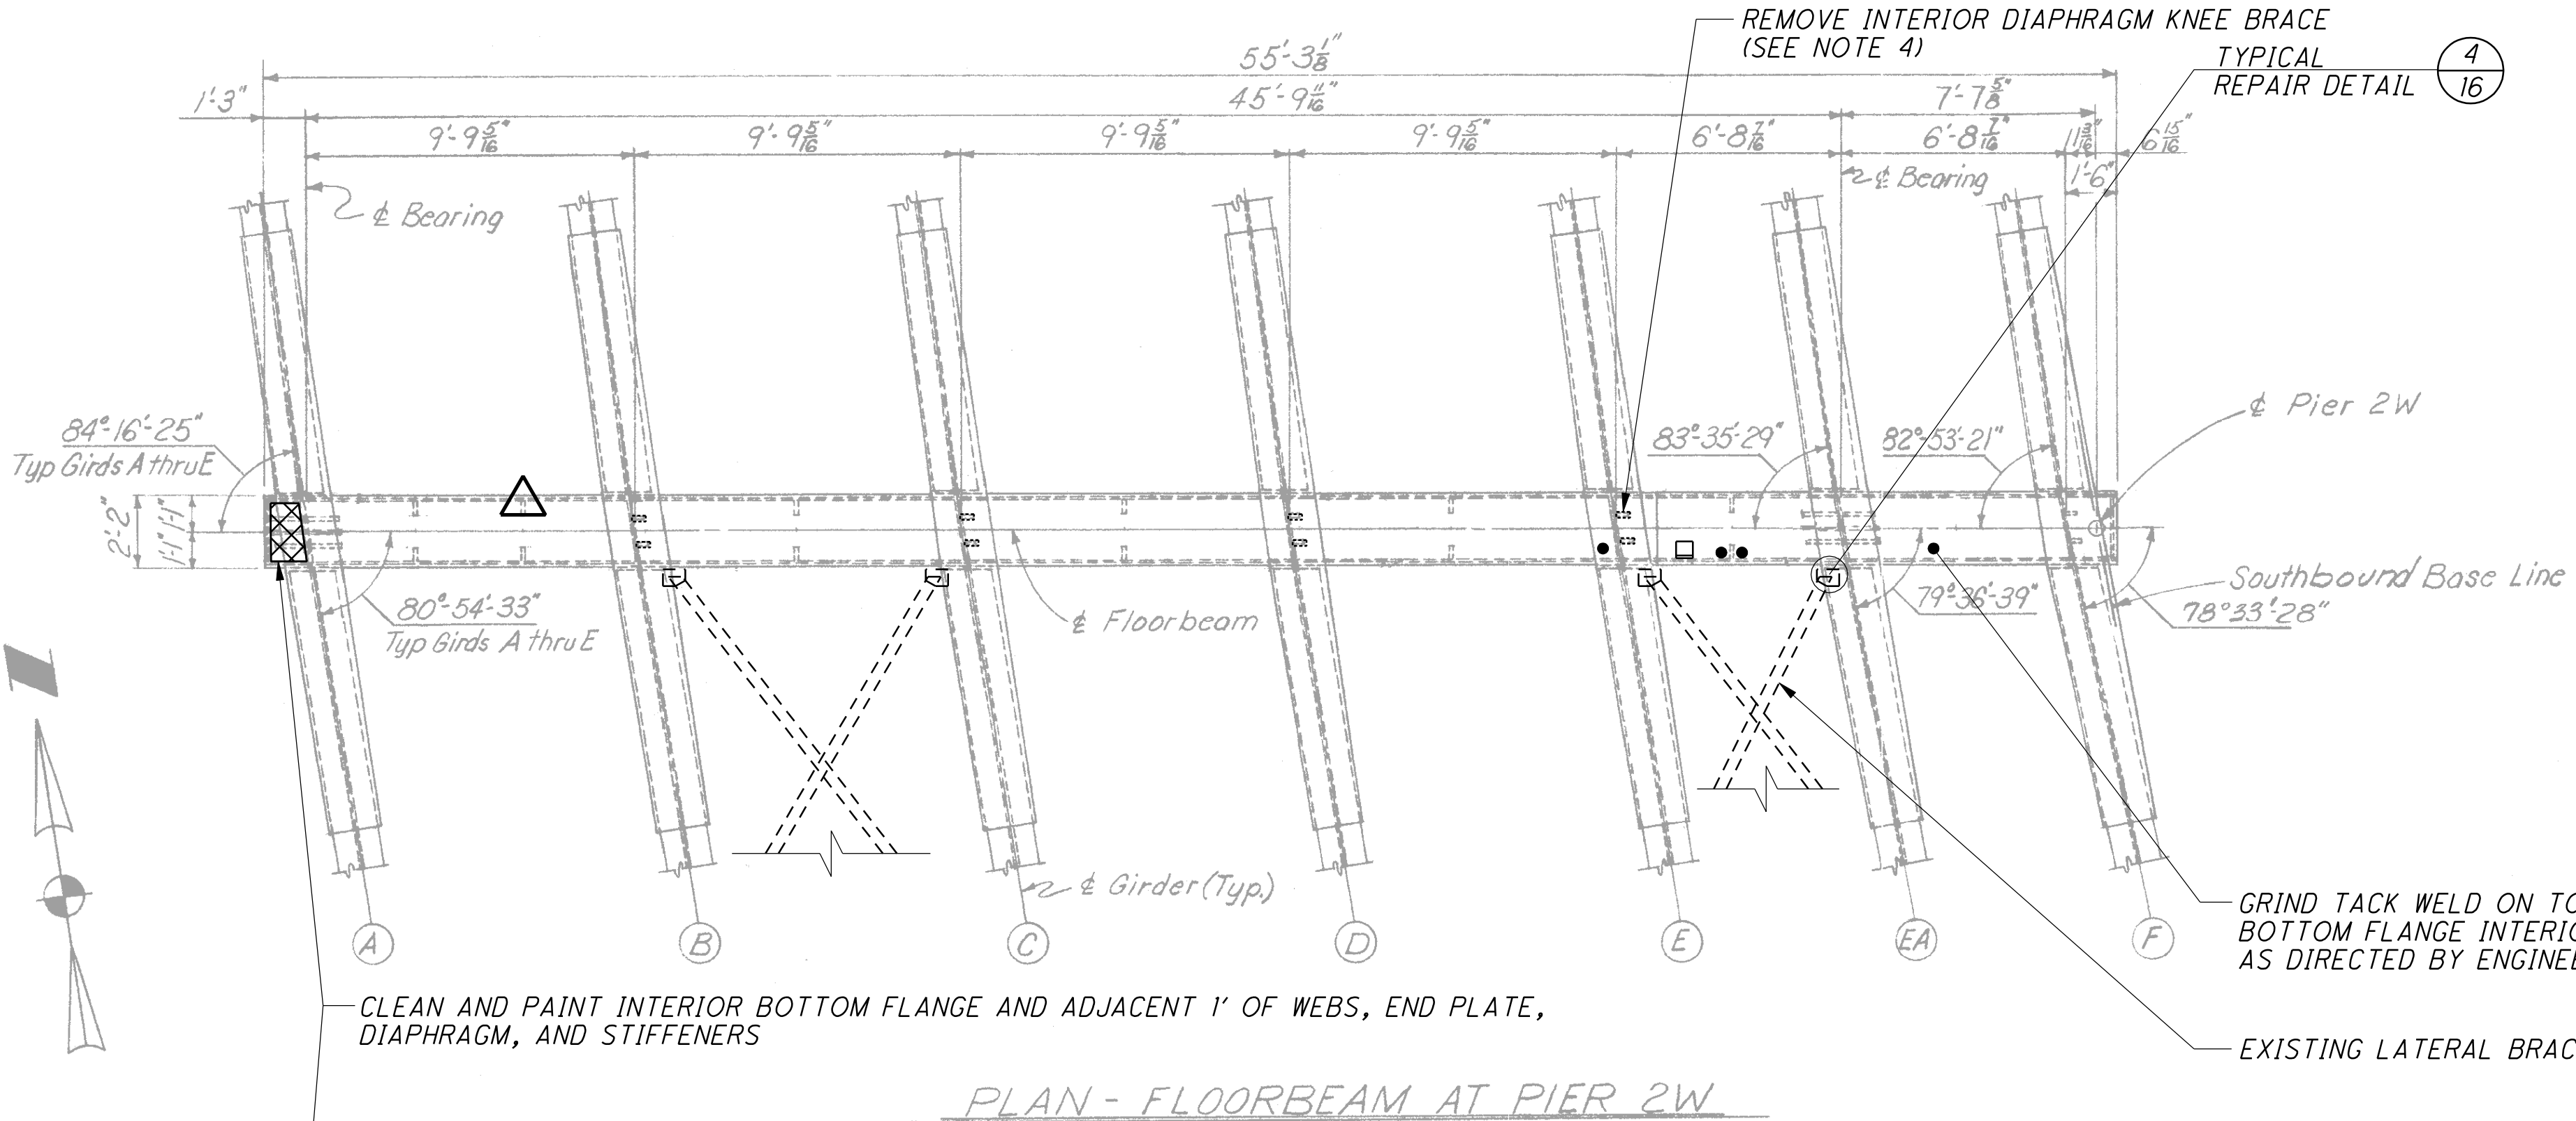 REMOVE INTERIOR DIAPHRAGM KNEE BRACE
(SEE NOTE 4)
TYPICAL
REPAIR DETAIL
4
16
55'-3 1/8"
1'-3"
45'-9 11/16"
7'-7 5/8"
9'-9 5/16"
9'-9 5/16"
9'-9 5/16"
9'-9 5/16"
6'-8 7/16"
6'-8 7/16"
11 3/16"
6 15/16"
1'-6"
℄ Bearing
℄ Bearing
84°-16'-25"
Typ Girds A thru E
83°-35'-29"
82°-53'-21"
℄ Pier 2W
2'-2"
1'-1"
1'-1"
80°-54'-33"
Typ Girds A thru E
℄ Floorbeam
79°-36'-39"
Southbound Base Line
78°33'-28"
℄ Girder (Typ.)
A
B
C
D
E
EA
F
GRIND TACK WELD ON TO
BOTTOM FLANGE INTERIO
AS DIRECTED BY ENGINEE
CLEAN AND PAINT INTERIOR BOTTOM FLANGE AND ADJACENT 1' OF WEBS, END PLATE,
DIAPHRAGM, AND STIFFENERS
EXISTING LATERAL BRAC
PLAN - FLOORBEAM AT PIER 2W